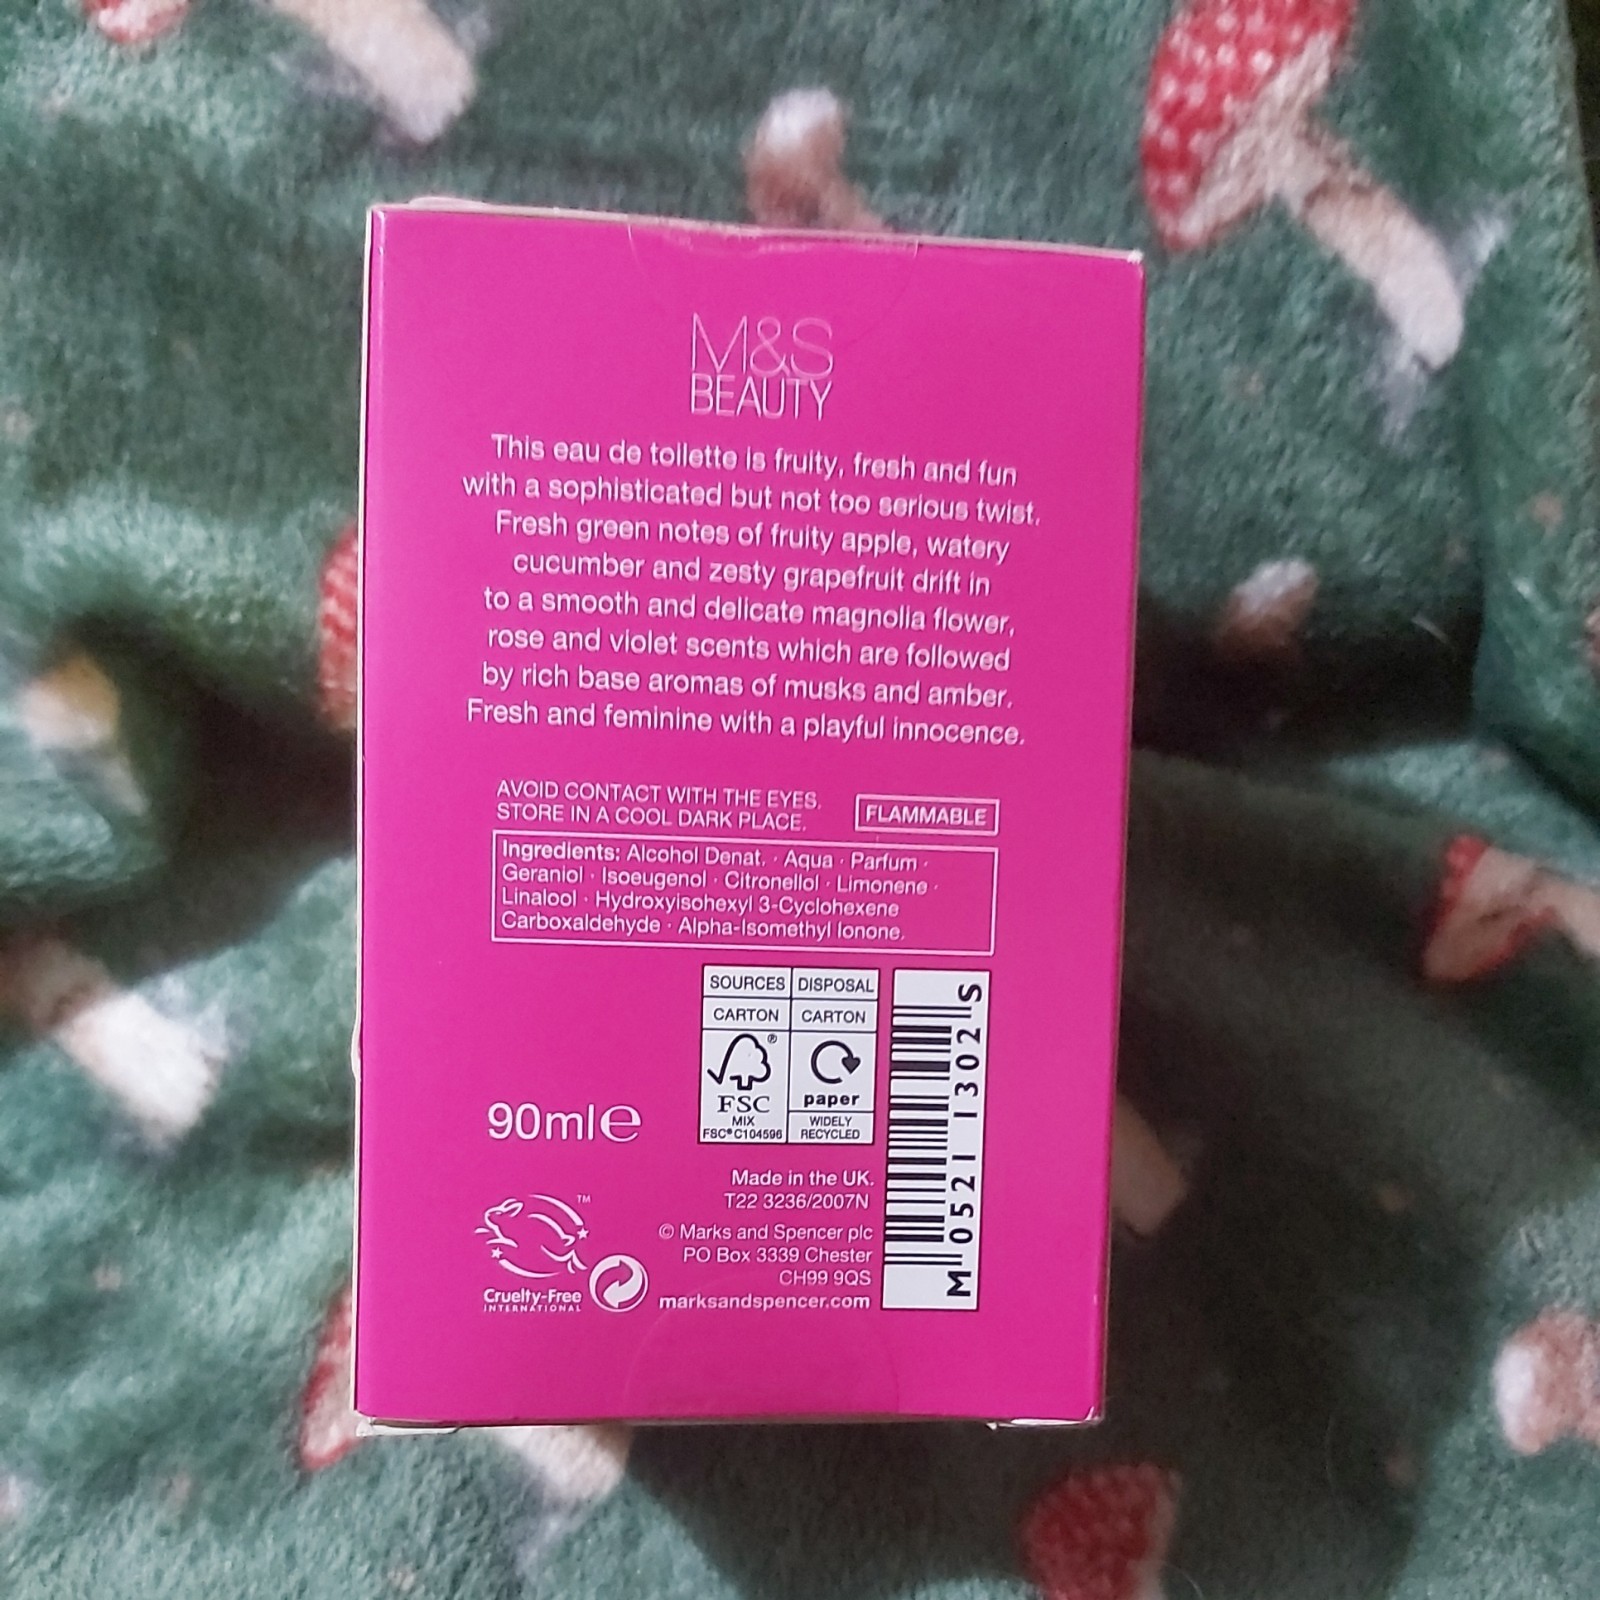 M&S
BEAUTY
This eau de toilette is fruity, fresh and fun
with a sophisticated but not too serious twist.
Fresh green notes of fruity apple, watery
cucumber and zesty grapefruit drift in
to a smooth and delicate magnolia flower,
rose and violet scents which are followed
by rich base aromas of musks and amber.
Fresh and feminine with a playful innocence.
AVOID CONTACT WITH THE EYES.
STORE IN A COOL DARK PLACE.
FLAMMABLE
Ingredients: Alcohol Denat. · Aqua · Parfum ·
Geraniol · Isoeugenol · Citronellol · Limonene ·
Linalool · Hydroxyisohexyl 3-Cyclohexene
Carboxaldehyde · Alpha-Isomethyl Ionone.
SOURCES DISPOSAL
CARTON CARTON
®
FSC paper
MIX WIDELY
FSC® C104596 RECYCLED
90ml℮
Made in the UK.
T22 3236/2007N
© Marks and Spencer plc
PO Box 3339 Chester
CH99 9QS
marksandspencer.com
TM
Cruelty-Free
INTERNATIONAL
M 0521 1302 S